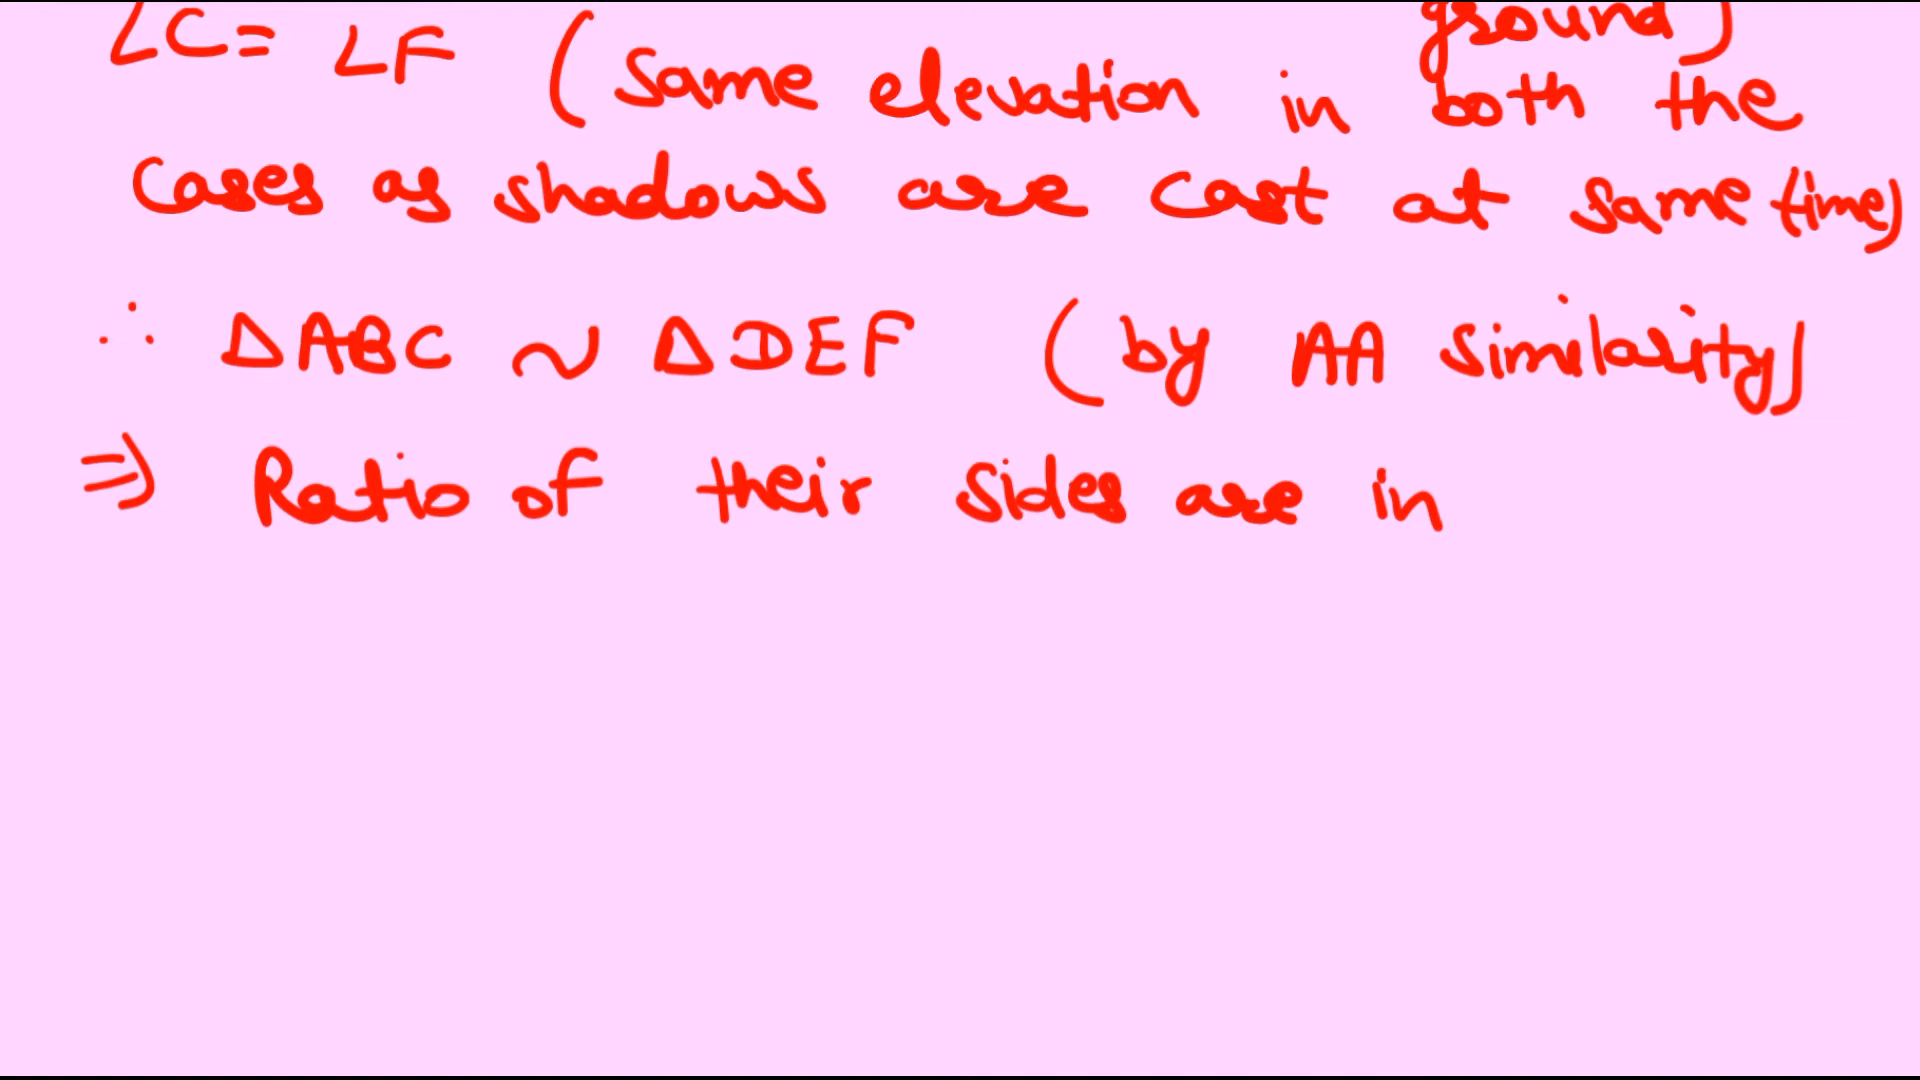 ground)
∠C = ∠F (Same elevation in both the
Cases as shadows are cast at same time)
∴ ΔABC ~ ΔDEF (by AA Similarity)
⇒ Ratio of their sides are in